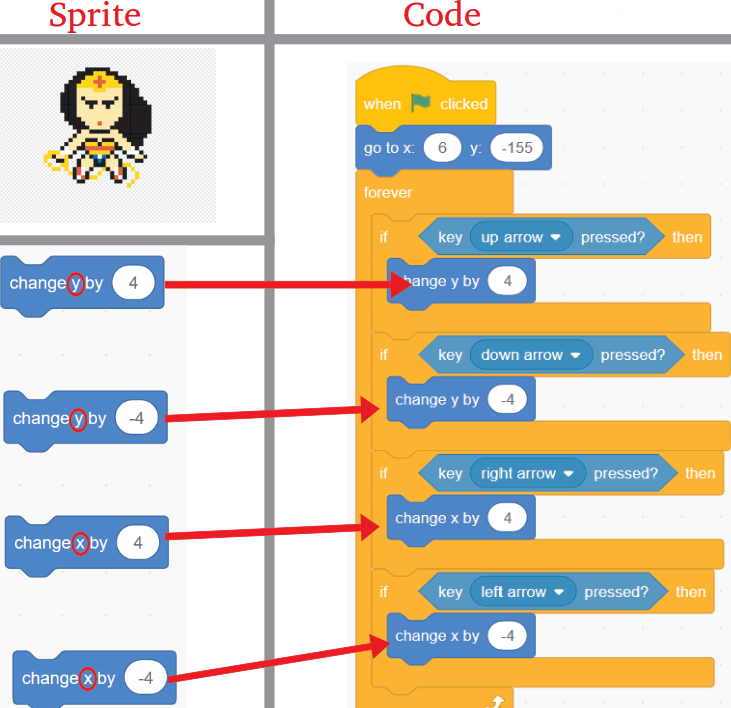 Sprite
Code
change y by 4
change y by -4
change x by 4
change x by -4
when clicked
go to x: 6 y: -155
forever
if key up arrow pressed? then
change y by 4
if key down arrow pressed? then
change y by -4
if key right arrow pressed? then
change x by 4
if key left arrow pressed? then
change x by -4